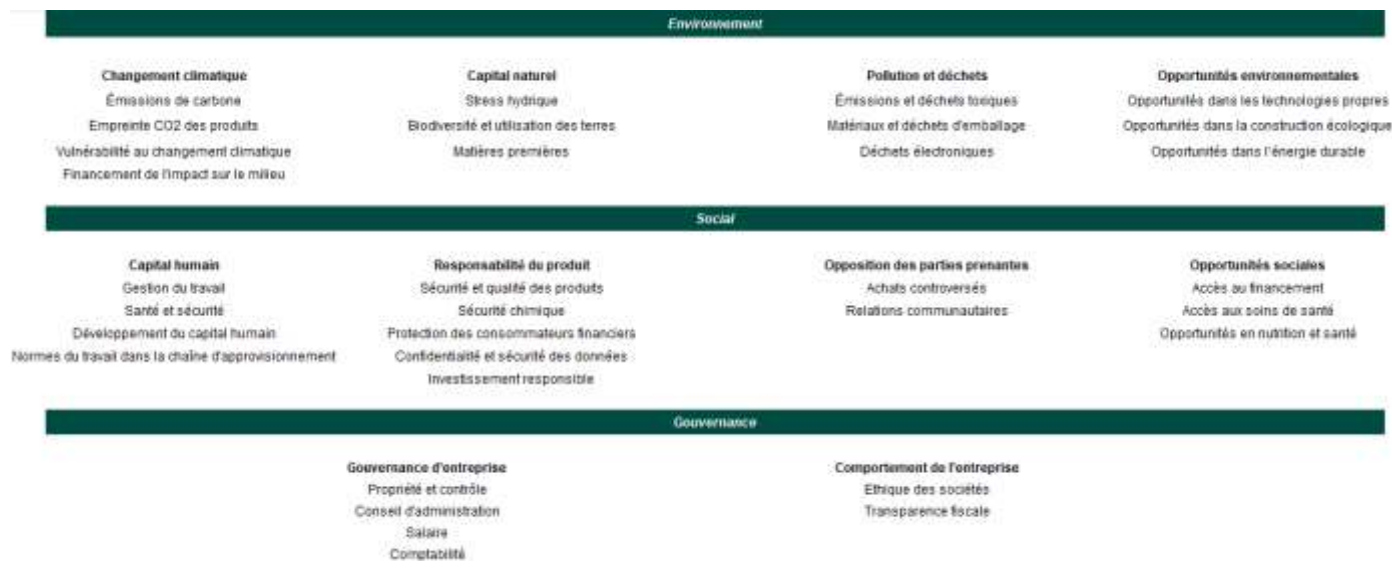 Environnement
Changement climatique
Émissions de carbone
Empreinte CO2 des produits
Vulnérabilité au changement climatique
Financement de l'impact sur le milieu
Capital naturel
Stress hydrique
Biodiversité et utilisation des terres
Matières premières
Pollution et déchets
Émissions et déchets toxiques
Matériaux et déchets d'emballage
Déchets électroniques
Opportunités environnementales
Opportunités dans les technologies propres
Opportunités dans la construction écologique
Opportunités dans l'énergie durable
Social
Capital humain
Gestion du travail
Santé et sécurité
Développement du capital humain
Normes du travail dans la chaîne d'approvisionnement
Responsabilité du produit
Sécurité et qualité des produits
Sécurité chimique
Protection des consommateurs financiers
Confidentialité et sécurité des données
Investissement responsible
Opposition des parties prenantes
Achats controversés
Relations communautaires
Opportunités sociales
Accès au financement
Accès aux soins de santé
Opportunités en nutrition et santé
Gouvernance
Gouvernance d'entreprise
Propriété et contrôle
Conseil d'administration
Salaire
Comptabilité
Comportement de l'entreprise
Ethique des sociétés
Transparence fiscale